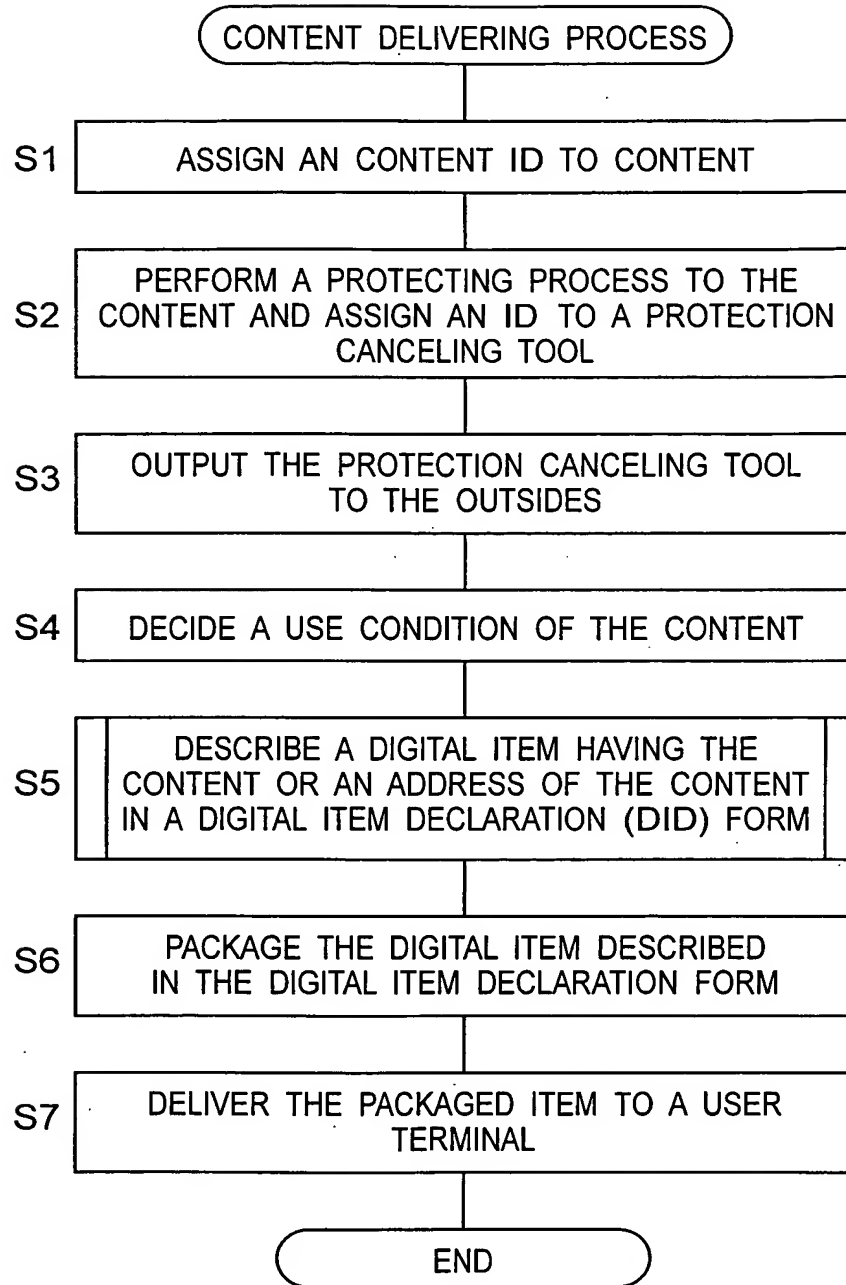 CONTENT DELIVERING PROCESS
S1
ASSIGN AN CONTENT ID TO CONTENT
S2
PERFORM A PROTECTING PROCESS TO THE
CONTENT AND ASSIGN AN ID TO A PROTECTION
CANCELING TOOL
S3
OUTPUT THE PROTECTION CANCELING TOOL
TO THE OUTSIDES
S4
DECIDE A USE CONDITION OF THE CONTENT
S5
DESCRIBE A DIGITAL ITEM HAVING THE
CONTENT OR AN ADDRESS OF THE CONTENT
IN A DIGITAL ITEM DECLARATION (DID) FORM
S6
PACKAGE THE DIGITAL ITEM DESCRIBED
IN THE DIGITAL ITEM DECLARATION FORM
S7
DELIVER THE PACKAGED ITEM TO A USER
TERMINAL
END